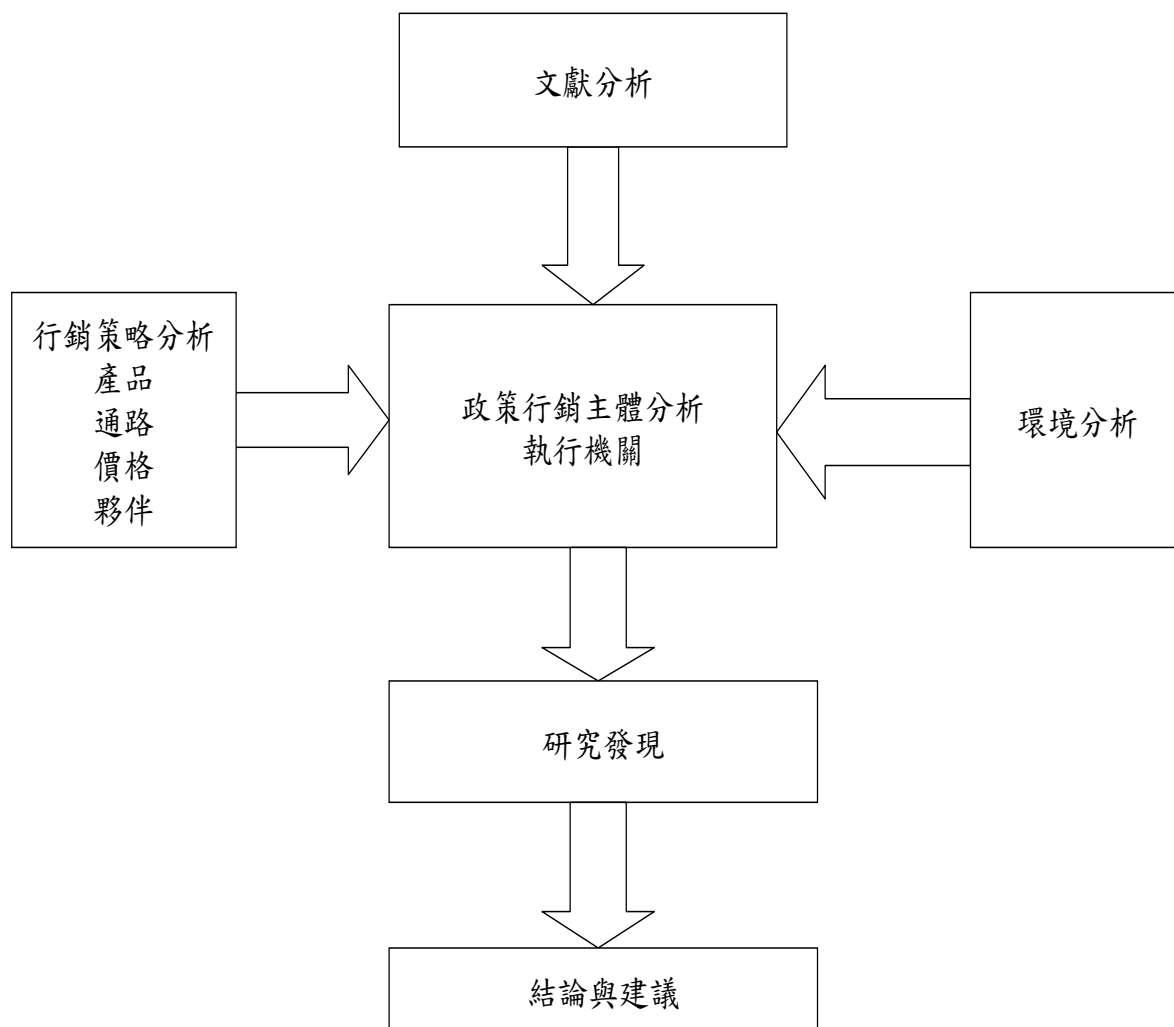 文獻分析
行銷策略分析
產品
通路
價格
夥伴
政策行銷主體分析
執行機關
環境分析
研究發現
結論與建議